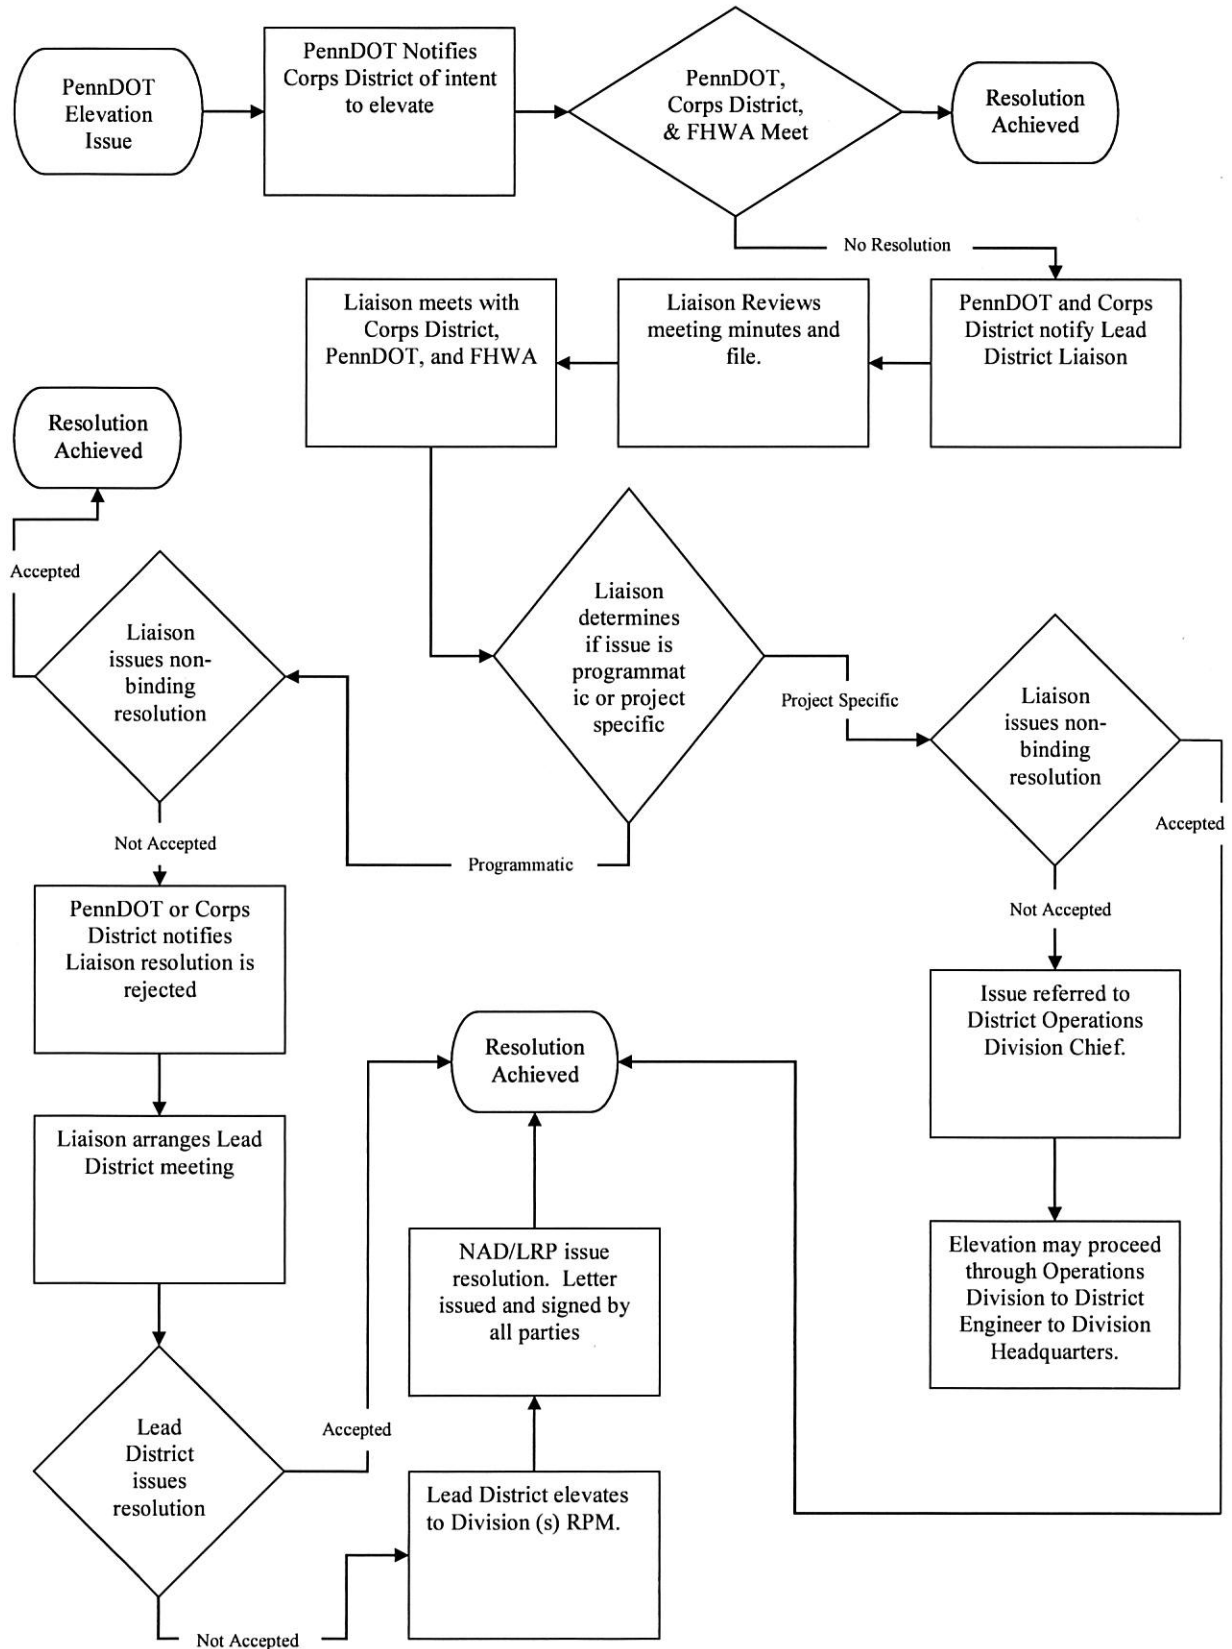 PennDOT
Elevation
Issue
PennDOT Notifies
Corps District of intent
to elevate
PennDOT,
Corps District,
& FHWA Meet
Resolution
Achieved
No Resolution
Liaison meets with
Corps District,
PennDOT, and FHWA
Liaison Reviews
meeting minutes and
file.
PennDOT and Corps
District notify Lead
District Liaison
Resolution
Achieved
Accepted
Liaison
issues non-
binding
resolution
Liaison
determines
if issue is
programmat
ic or project
specific
Project Specific
Liaison
issues non-
binding
resolution
Accepted
Not Accepted
Programmatic
Not Accepted
PennDOT or Corps
District notifies
Liaison resolution is
rejected
Issue referred to
District Operations
Division Chief.
Resolution
Achieved
Liaison arranges Lead
District meeting
NAD/LRP issue
resolution. Letter
issued and signed by
all parties
Elevation may proceed
through Operations
Division to District
Engineer to Division
Headquarters.
Lead
District
issues
resolution
Accepted
Lead District elevates
to Division (s) RPM.
Not Accepted